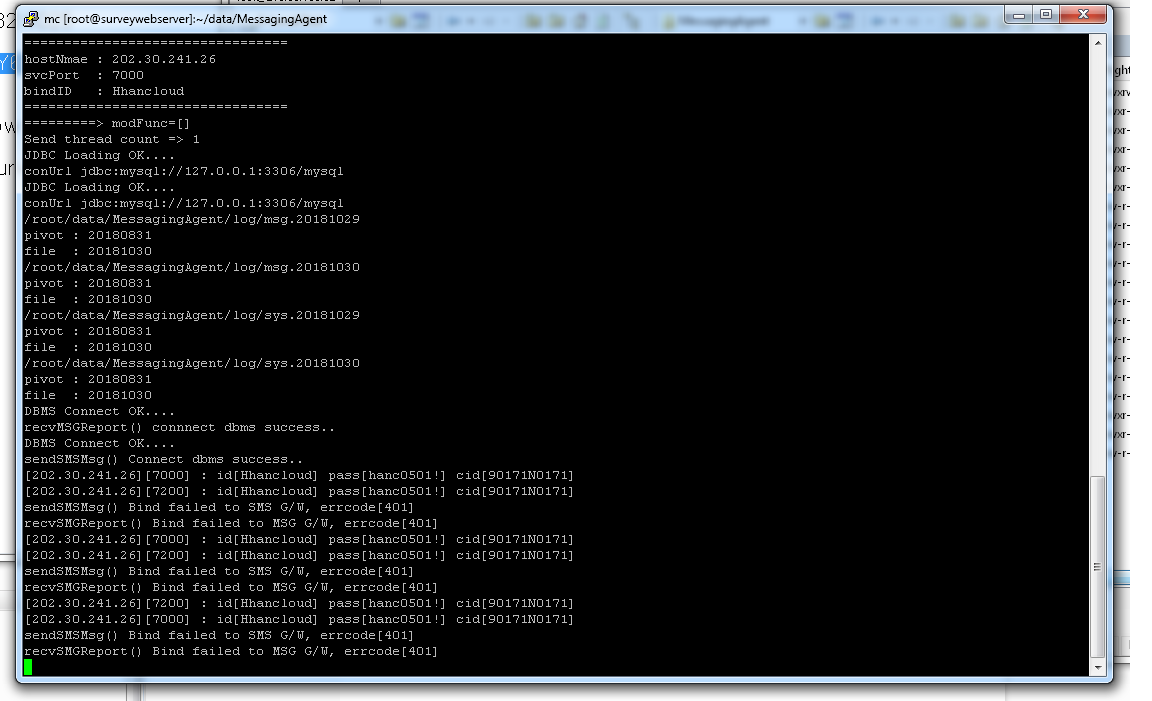 mc [root@surveywebserver]:~/data/MessagingAgent
=================================
hostNmae : 202.30.241.26
svcPort  : 7000
bindID   : Hhancloud
=================================
=========> modFunc=[]
Send thread count => 1
JDBC Loading OK....
conUrl jdbc:mysql://127.0.0.1:3306/mysql
JDBC Loading OK....
conUrl jdbc:mysql://127.0.0.1:3306/mysql
/root/data/MessagingAgent/log/msg.20181029
pivot : 20180831
file  : 20181030
/root/data/MessagingAgent/log/msg.20181030
pivot : 20180831
file  : 20181030
/root/data/MessagingAgent/log/sys.20181029
pivot : 20180831
file  : 20181030
/root/data/MessagingAgent/log/sys.20181030
pivot : 20180831
file  : 20181030
DBMS Connect OK....
recvMSGReport() connnect dbms success..
DBMS Connect OK....
sendSMSMsg() Connect dbms success..
[202.30.241.26][7000] : id[Hhancloud] pass[hanc0501!] cid[90171N0171]
[202.30.241.26][7200] : id[Hhancloud] pass[hanc0501!] cid[90171N0171]
sendSMSMsg() Bind failed to SMS G/W, errcode[401]
recvSMGReport() Bind failed to MSG G/W, errcode[401]
[202.30.241.26][7000] : id[Hhancloud] pass[hanc0501!] cid[90171N0171]
[202.30.241.26][7200] : id[Hhancloud] pass[hanc0501!] cid[90171N0171]
sendSMSMsg() Bind failed to SMS G/W, errcode[401]
recvSMGReport() Bind failed to MSG G/W, errcode[401]
[202.30.241.26][7200] : id[Hhancloud] pass[hanc0501!] cid[90171N0171]
[202.30.241.26][7000] : id[Hhancloud] pass[hanc0501!] cid[90171N0171]
sendSMSMsg() Bind failed to SMS G/W, errcode[401]
recvSMGReport() Bind failed to MSG G/W, errcode[401]